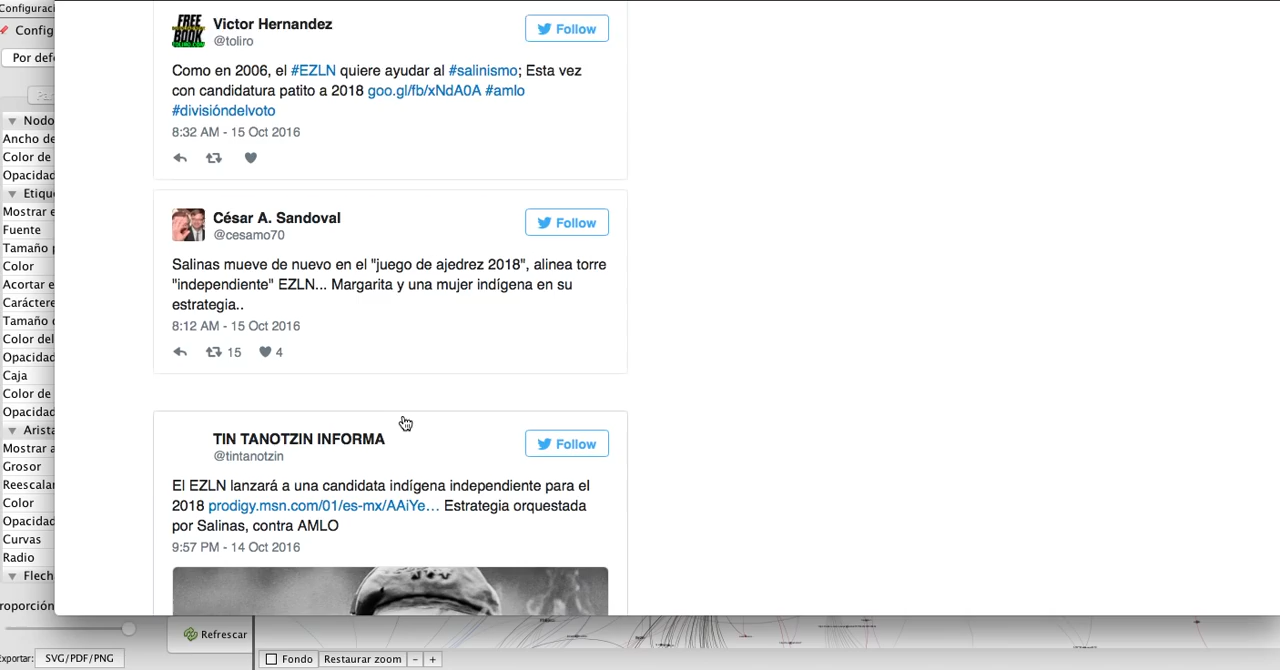 Configuraci
Config
Por defe
Nodo
Ancho de
Color de
Opacidad
Etique
Mostrar e
Fuente
Tamaño p
Color
Acortar e
Carácter
Tamaño
Color del
Opacidad
Caja
Color de
Opacidad
Arista
Mostrar a
Grosor
Reescalar
Color
Opacidad
Curvas
Radio
Flech
roporción
Exportar: SVG/PDF/PNG
Refrescar
Fondo Restaurar zoom - +
FREE
BOOK
Victor Hernandez
@toliro
Follow
Como en 2006, el #EZLN quiere ayudar al #salinismo; Esta vez
con candidatura patito a 2018 goo.gl/fb/xNdA0A #amlo
#divisióndelvoto
8:32 AM - 15 Oct 2016
César A. Sandoval
@cesamo70
Follow
Salinas mueve de nuevo en el "juego de ajedrez 2018", alinea torre
"independiente" EZLN... Margarita y una mujer indígena en su
estrategia..
8:12 AM - 15 Oct 2016
15 4
TIN TANOTZIN INFORMA
@tintanotzin
Follow
El EZLN lanzará a una candidata indígena independiente para el
2018 prodigy.msn.com/01/es-mx/AAiYe... Estrategia orquestada
por Salinas, contra AMLO
9:57 PM - 14 Oct 2016